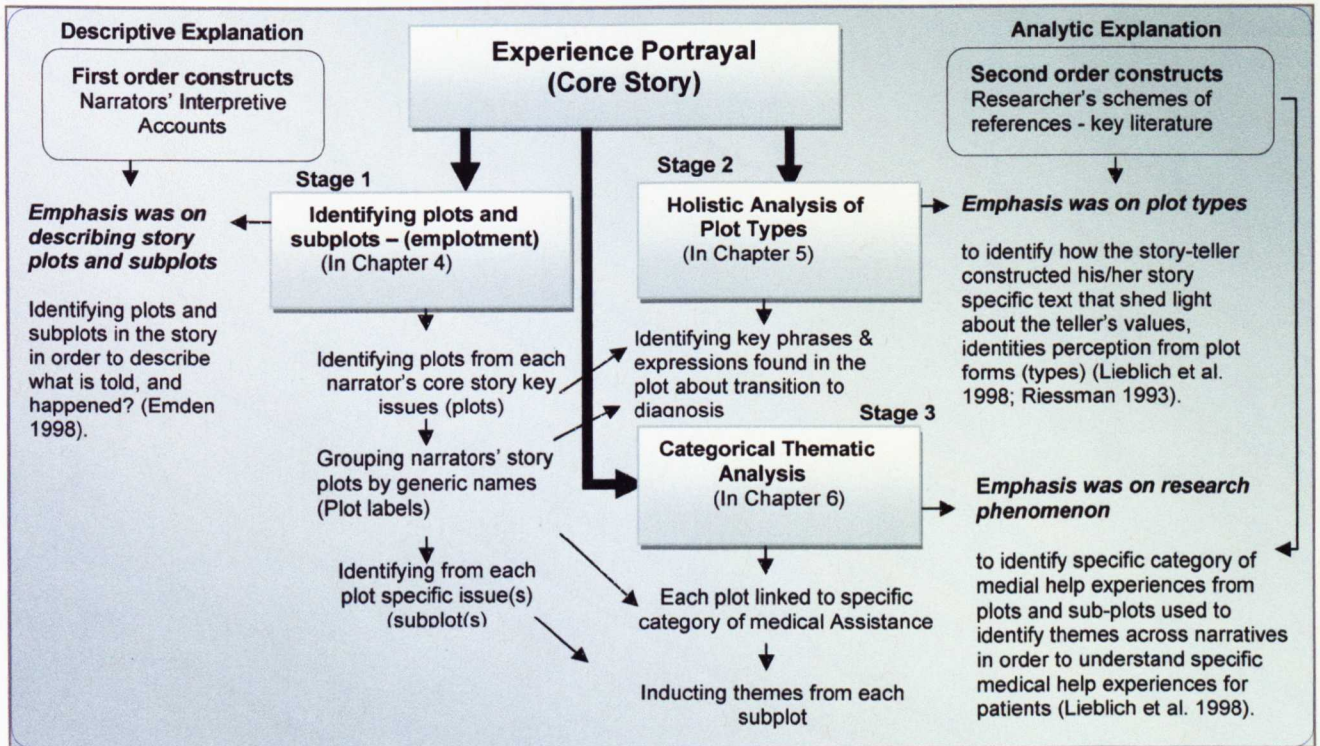 Descriptive Explanation
First order constructs
Narrators' Interpretive
Accounts
Emphasis was on
describing story
plots and subplots
Identifying plots and
subplots in the story
in order to describe
what is told, and
happened? (Emden
1998).
Experience Portrayal
(Core Story)
Stage 1
Identifying plots and
subplots – (emplotment)
(In Chapter 4)
Identifying plots from each
narrator's core story key
issues (plots)
Grouping narrators' story
plots by generic names
(Plot labels)
Identifying from each
plot specific issue(s)
(subplot(s)
Stage 2
Holistic Analysis of
Plot Types
(In Chapter 5)
Identifying key phrases &
expressions found in the
plot about transition to
diagnosis
Stage 3
Categorical Thematic
Analysis
(In Chapter 6)
Each plot linked to specific
category of medical Assistance
Inducting themes from each
subplot
Analytic Explanation
Second order constructs
Researcher's schemes of
references - key literature
Emphasis was on plot types
to identify how the story-teller
constructed his/her story
specific text that shed light
about the teller's values,
identities perception from plot
forms (types) (Lieblich et al.
1998; Riessman 1993).
Emphasis was on research
phenomenon
to identify specific category of
medial help experiences from
plots and sub-plots used to
identify themes across narratives
in order to understand specific
medical help experiences for
patients (Lieblich et al. 1998).